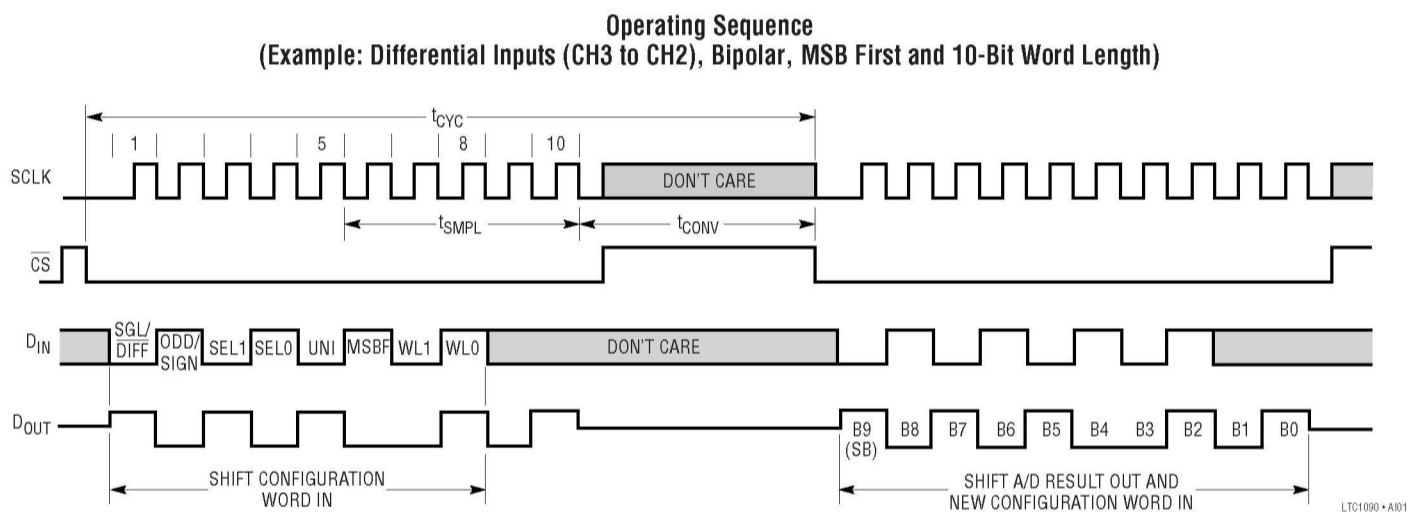 Operating Sequence
(Example: Differential Inputs (CH3 to CH2), Bipolar, MSB First and 10-Bit Word Length)
tCYC
1 5 8 10
SCLK
DON'T CARE
tSMPL tCONV
CS
DIN
SGL/
DIFF
ODD/
SIGN
SEL1 SEL0 UNI MSBF WL1 WL0
DON'T CARE
DOUT
B9
(SB)
B8 B7 B6 B5 B4 B3 B2 B1 B0
SHIFT CONFIGURATION
WORD IN
SHIFT A/D RESULT OUT AND
NEW CONFIGURATION WORD IN
LTC1090 • AI01